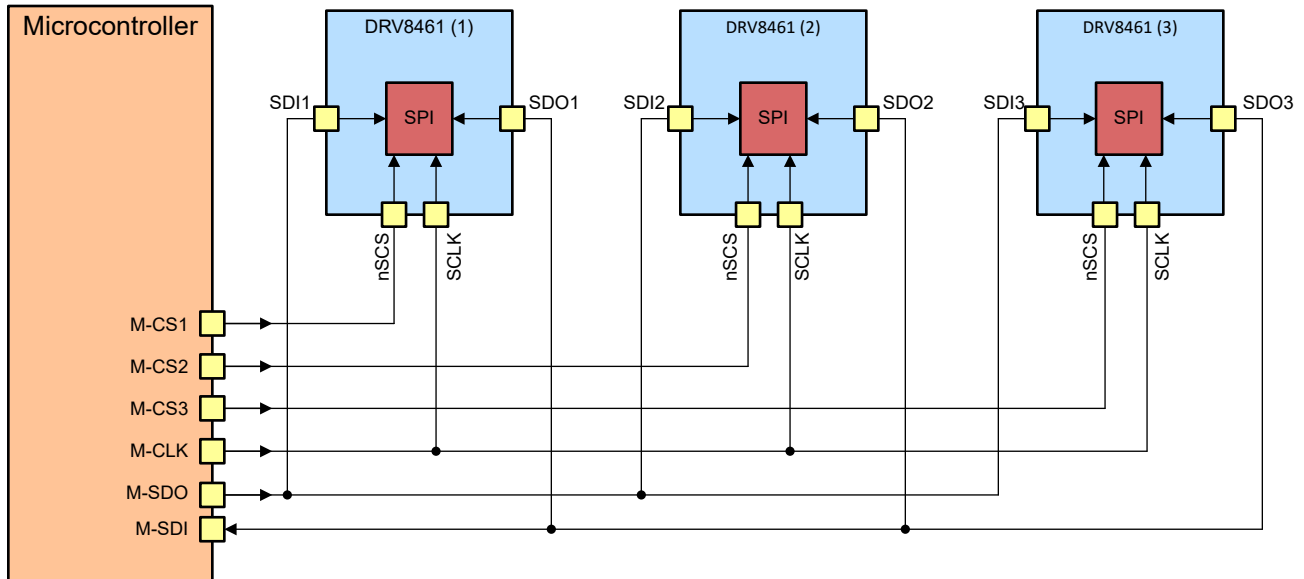 Microcontroller
DRV8461 (1)
DRV8461 (2)
DRV8461 (3)
SDI1
SPI
SDO1
SDI2
SPI
SDO2
SDI3
SPI
SDO3
nSCS
SCLK
nSCS
SCLK
nSCS
SCLK
M-CS1
M-CS2
M-CS3
M-CLK
M-SDO
M-SDI